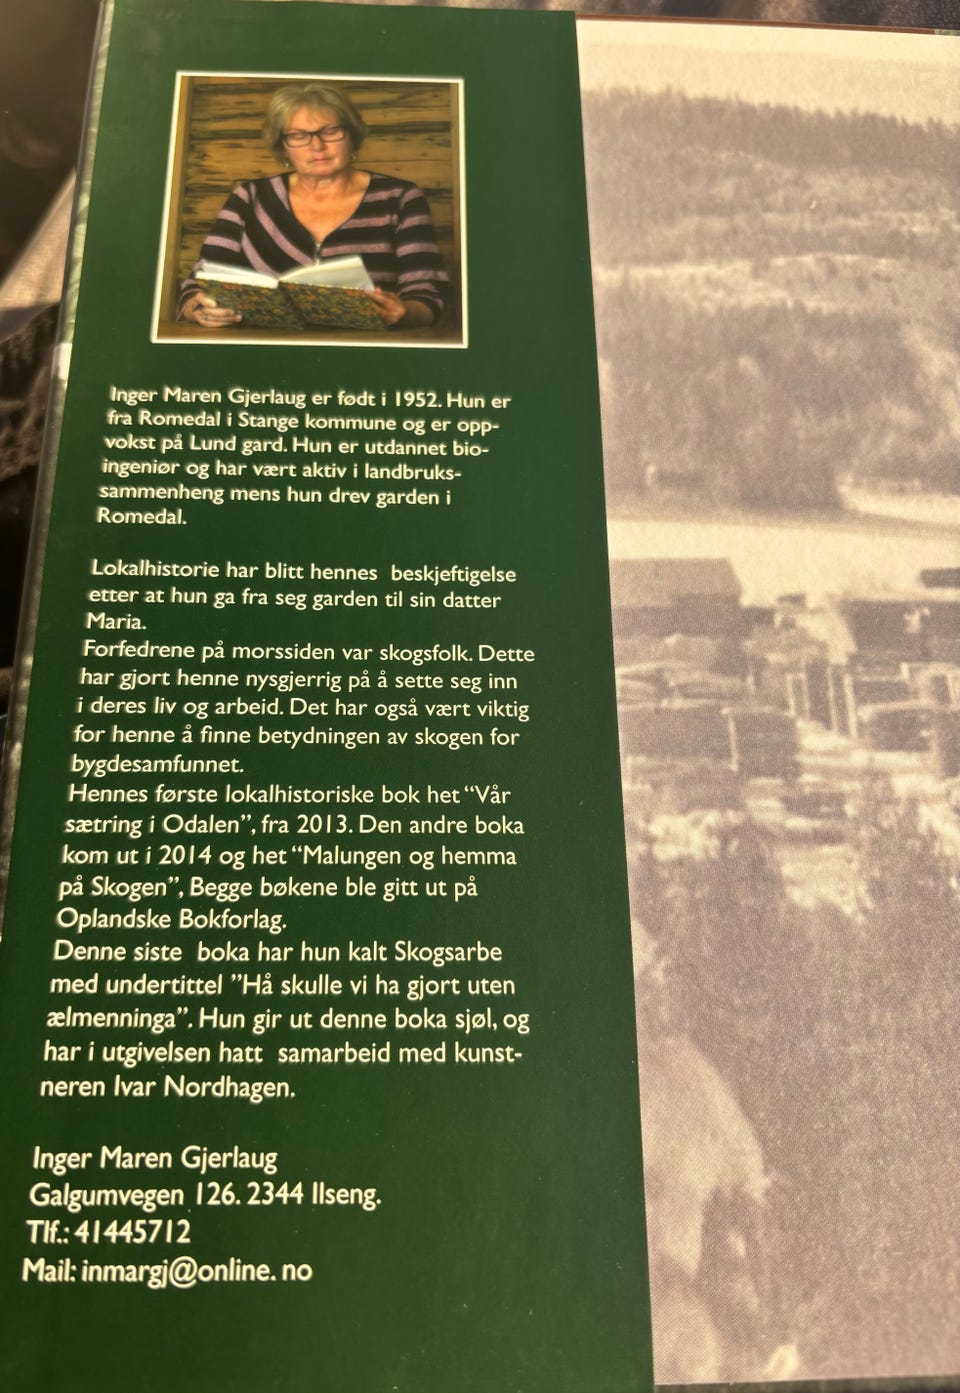 Inger Maren Gjerlaug er født i 1952. Hun er
fra Romedal i Stange kommune og er opp-
vokst på Lund gard. Hun er utdannet bio-
ingeniør og har vært aktiv i landbruks-
sammenheng mens hun drev garden i
Romedal.
Lokalhistorie har blitt hennes beskjeftigelse
etter at hun ga fra seg garden til sin datter
Maria.
Forfedrene på morssiden var skogsfolk. Dette
har gjort henne nysgjerrig på å sette seg inn
i deres liv og arbeid. Det har også vært viktig
for henne å finne betydningen av skogen for
bygdesamfunnet.
Hennes første lokalhistoriske bok het “Vår
sætring i Odalen”, fra 2013. Den andre boka
kom ut i 2014 og het “Malungen og hemma
på Skogen”, Begge bøkene ble gitt ut på
Oplandske Bokforlag.
Denne siste boka har hun kalt Skogsarbe
med undertittel ”Hå skulle vi ha gjort uten
ælmenninga”. Hun gir ut denne boka sjøl, og
har i utgivelsen hatt samarbeid med kunst-
neren Ivar Nordhagen.
Inger Maren Gjerlaug
Galgumvegen 126. 2344 Ilseng.
Tlf.: 41445712
Mail: inmargj@online. no